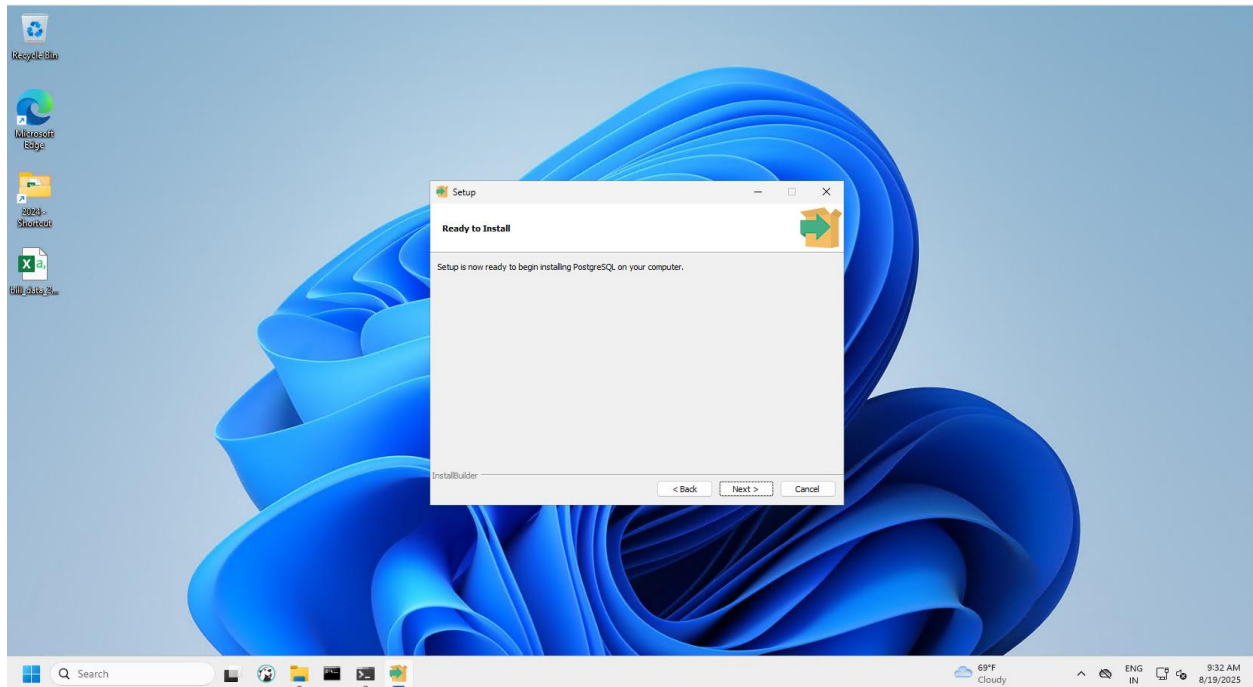 Recycle Bin
Microsoft
Edge
2024 -
Shortcut
a,
bill_data_2...
Setup
Ready to Install
Setup is now ready to begin installing PostgreSQL on your computer.
InstallBuilder
< Back
Next >
Cancel
Search
69°F
Cloudy
ENG
IN
9:32 AM
8/19/2025